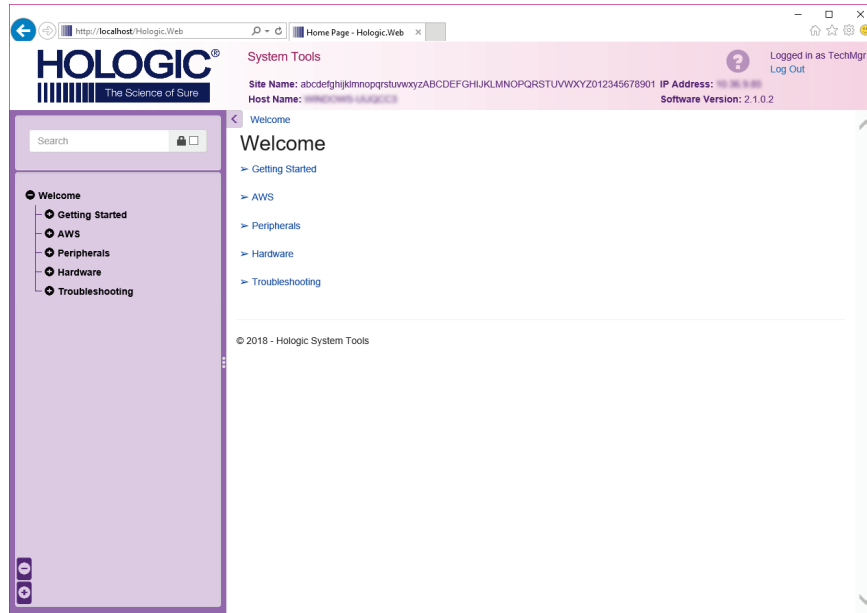 http://localhost/Hologic.Web
Home Page - Hologic.Web
HOLOGIC®
The Science of Sure
System Tools
Logged in as TechMgr
Log Out
Site Name: abcdefghijklmnopqrstuvwxyzABCDEFGHIJKLMNOPQRSTUVWXYZ012345678901 IP Address:
Host Name:
Software Version: 2.1.0.2
Search
Welcome
Getting Started
AWS
Peripherals
Hardware
Troubleshooting
Welcome
Welcome
➢ Getting Started
➢ AWS
➢ Peripherals
➢ Hardware
➢ Troubleshooting
© 2018 - Hologic System Tools